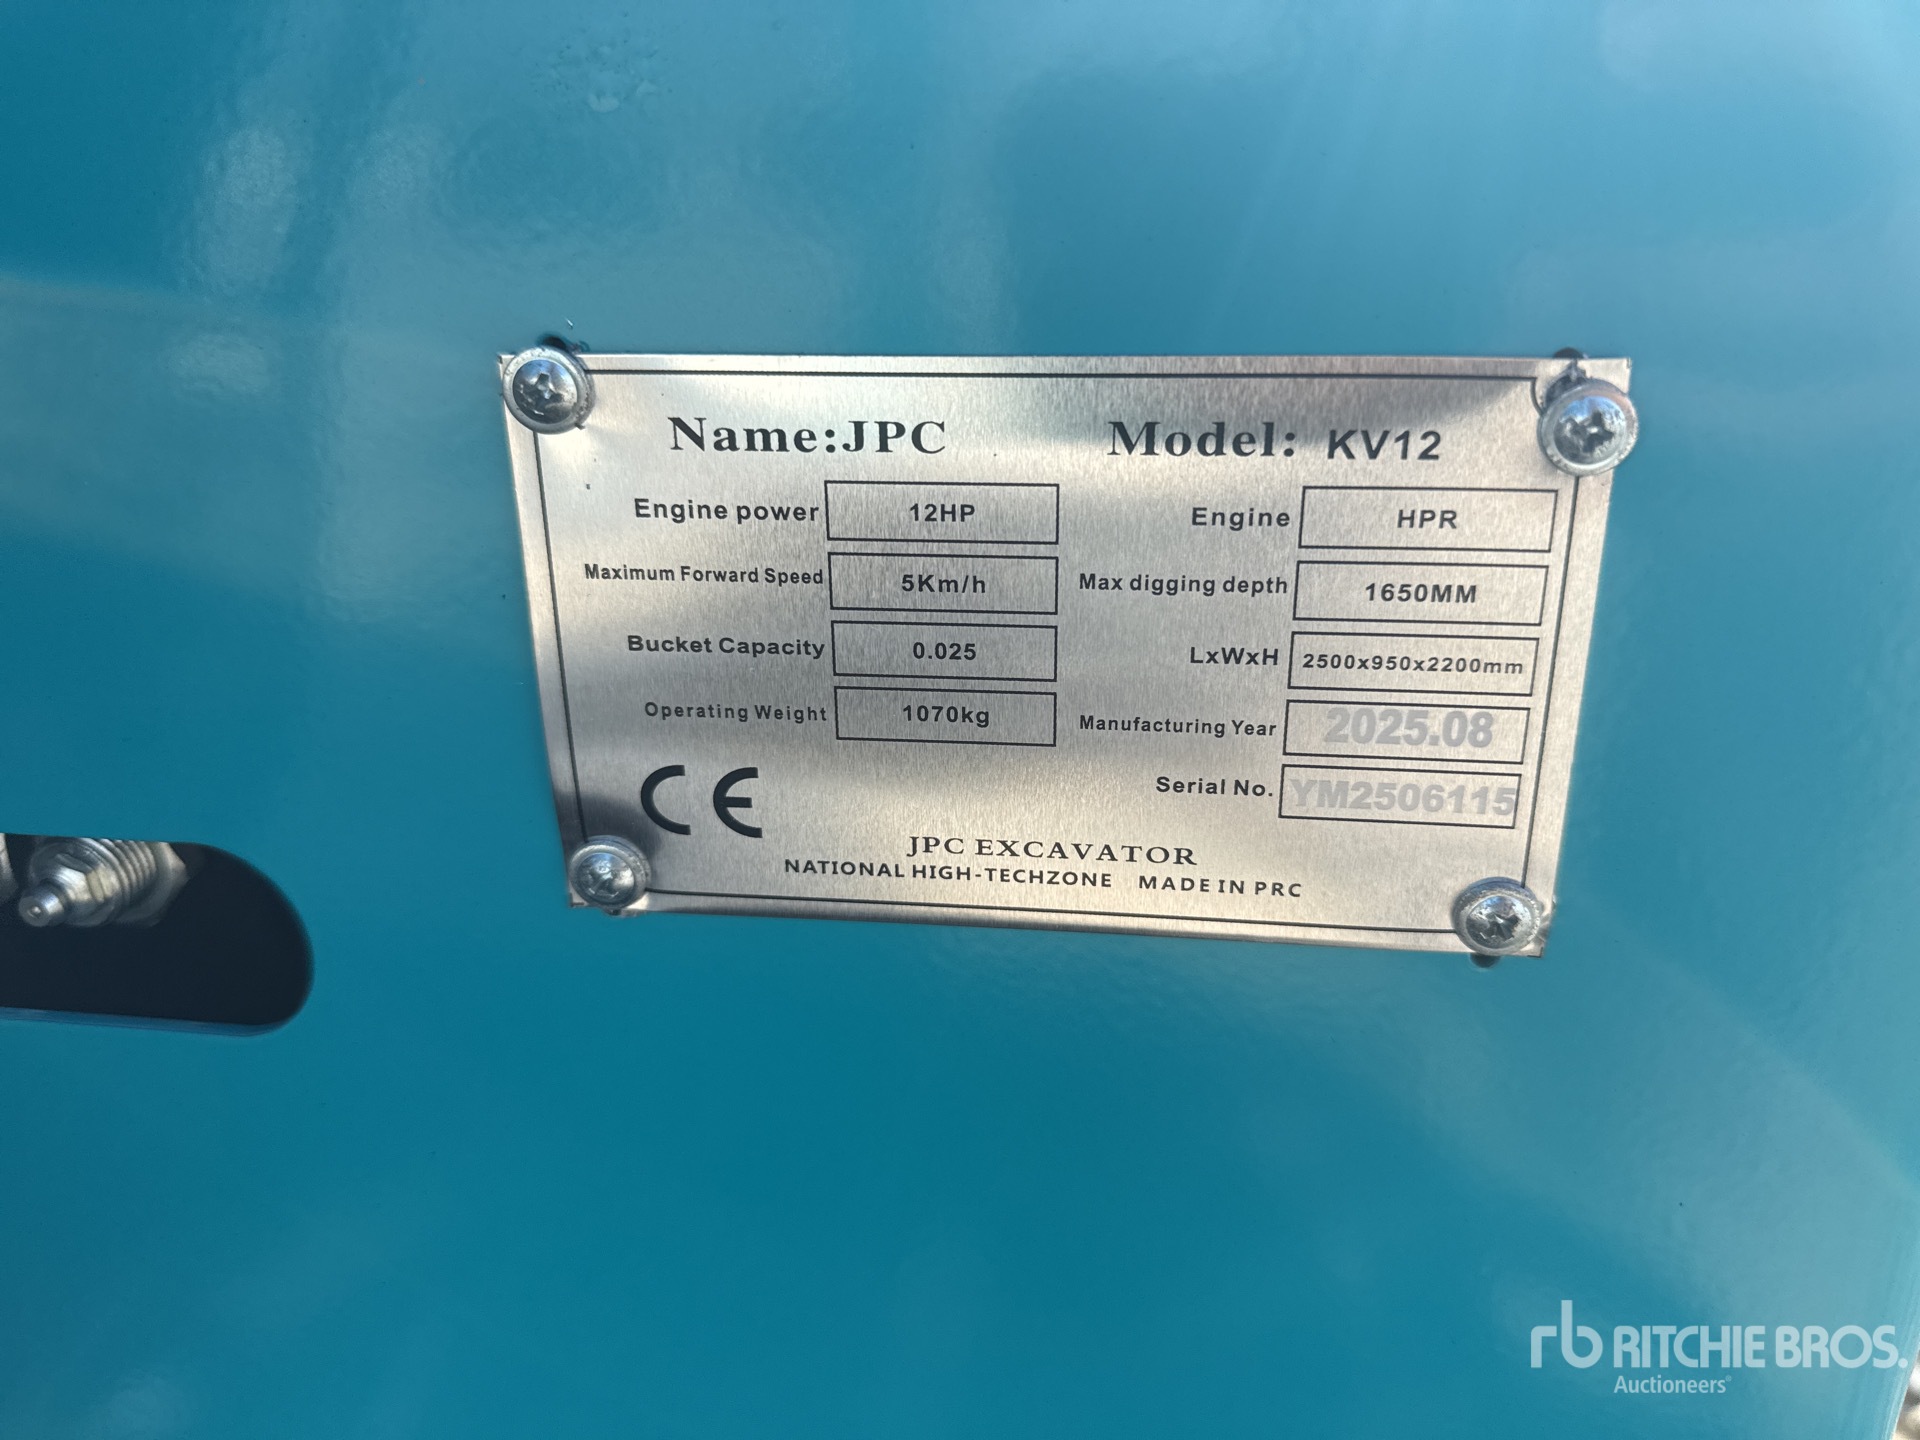 Name:JPC Model: KV12
Engine power 12HP Engine HPR
Maximum Forward Speed 5Km/h Max digging depth 1650MM
Bucket Capacity 0.025 LxWxH 2500x950x2200mm
Operating Weight 1070kg Manufacturing Year 2025.08
Serial No. YM2506115
CE
JPC EXCAVATOR
NATIONAL HIGH-TECHZONE MADE IN PRC
rb RITCHIE BROS.
Auctioneers